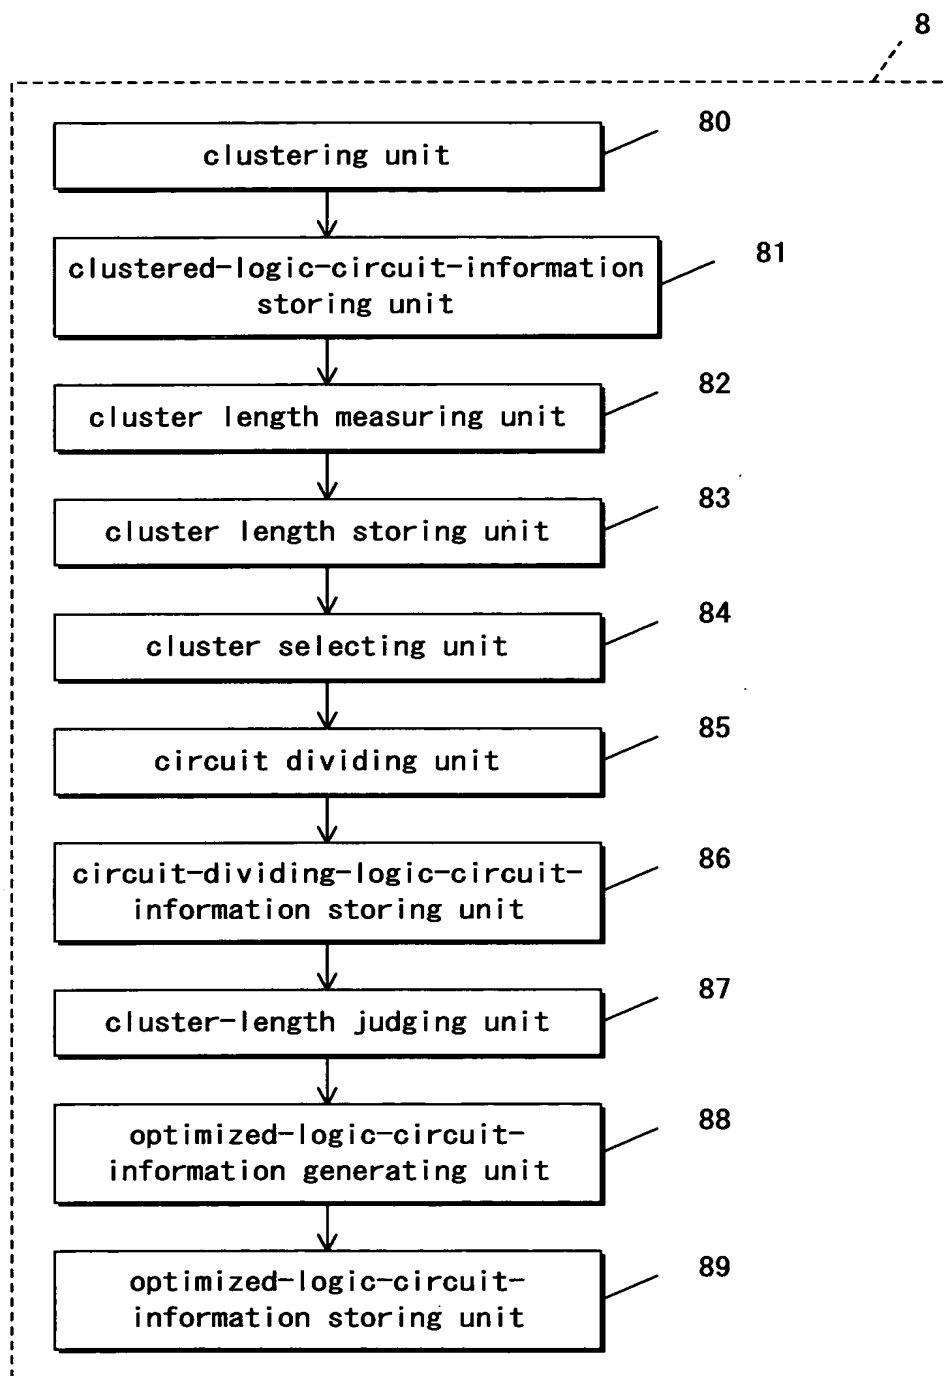 8
clustering unit
80
clustered-logic-circuit-information
storing unit
81
cluster length measuring unit
82
cluster length storing unit
83
cluster selecting unit
84
circuit dividing unit
85
circuit-dividing-logic-circuit-
information storing unit
86
cluster-length judging unit
87
optimized-logic-circuit-
information generating unit
88
optimized-logic-circuit-
information storing unit
89